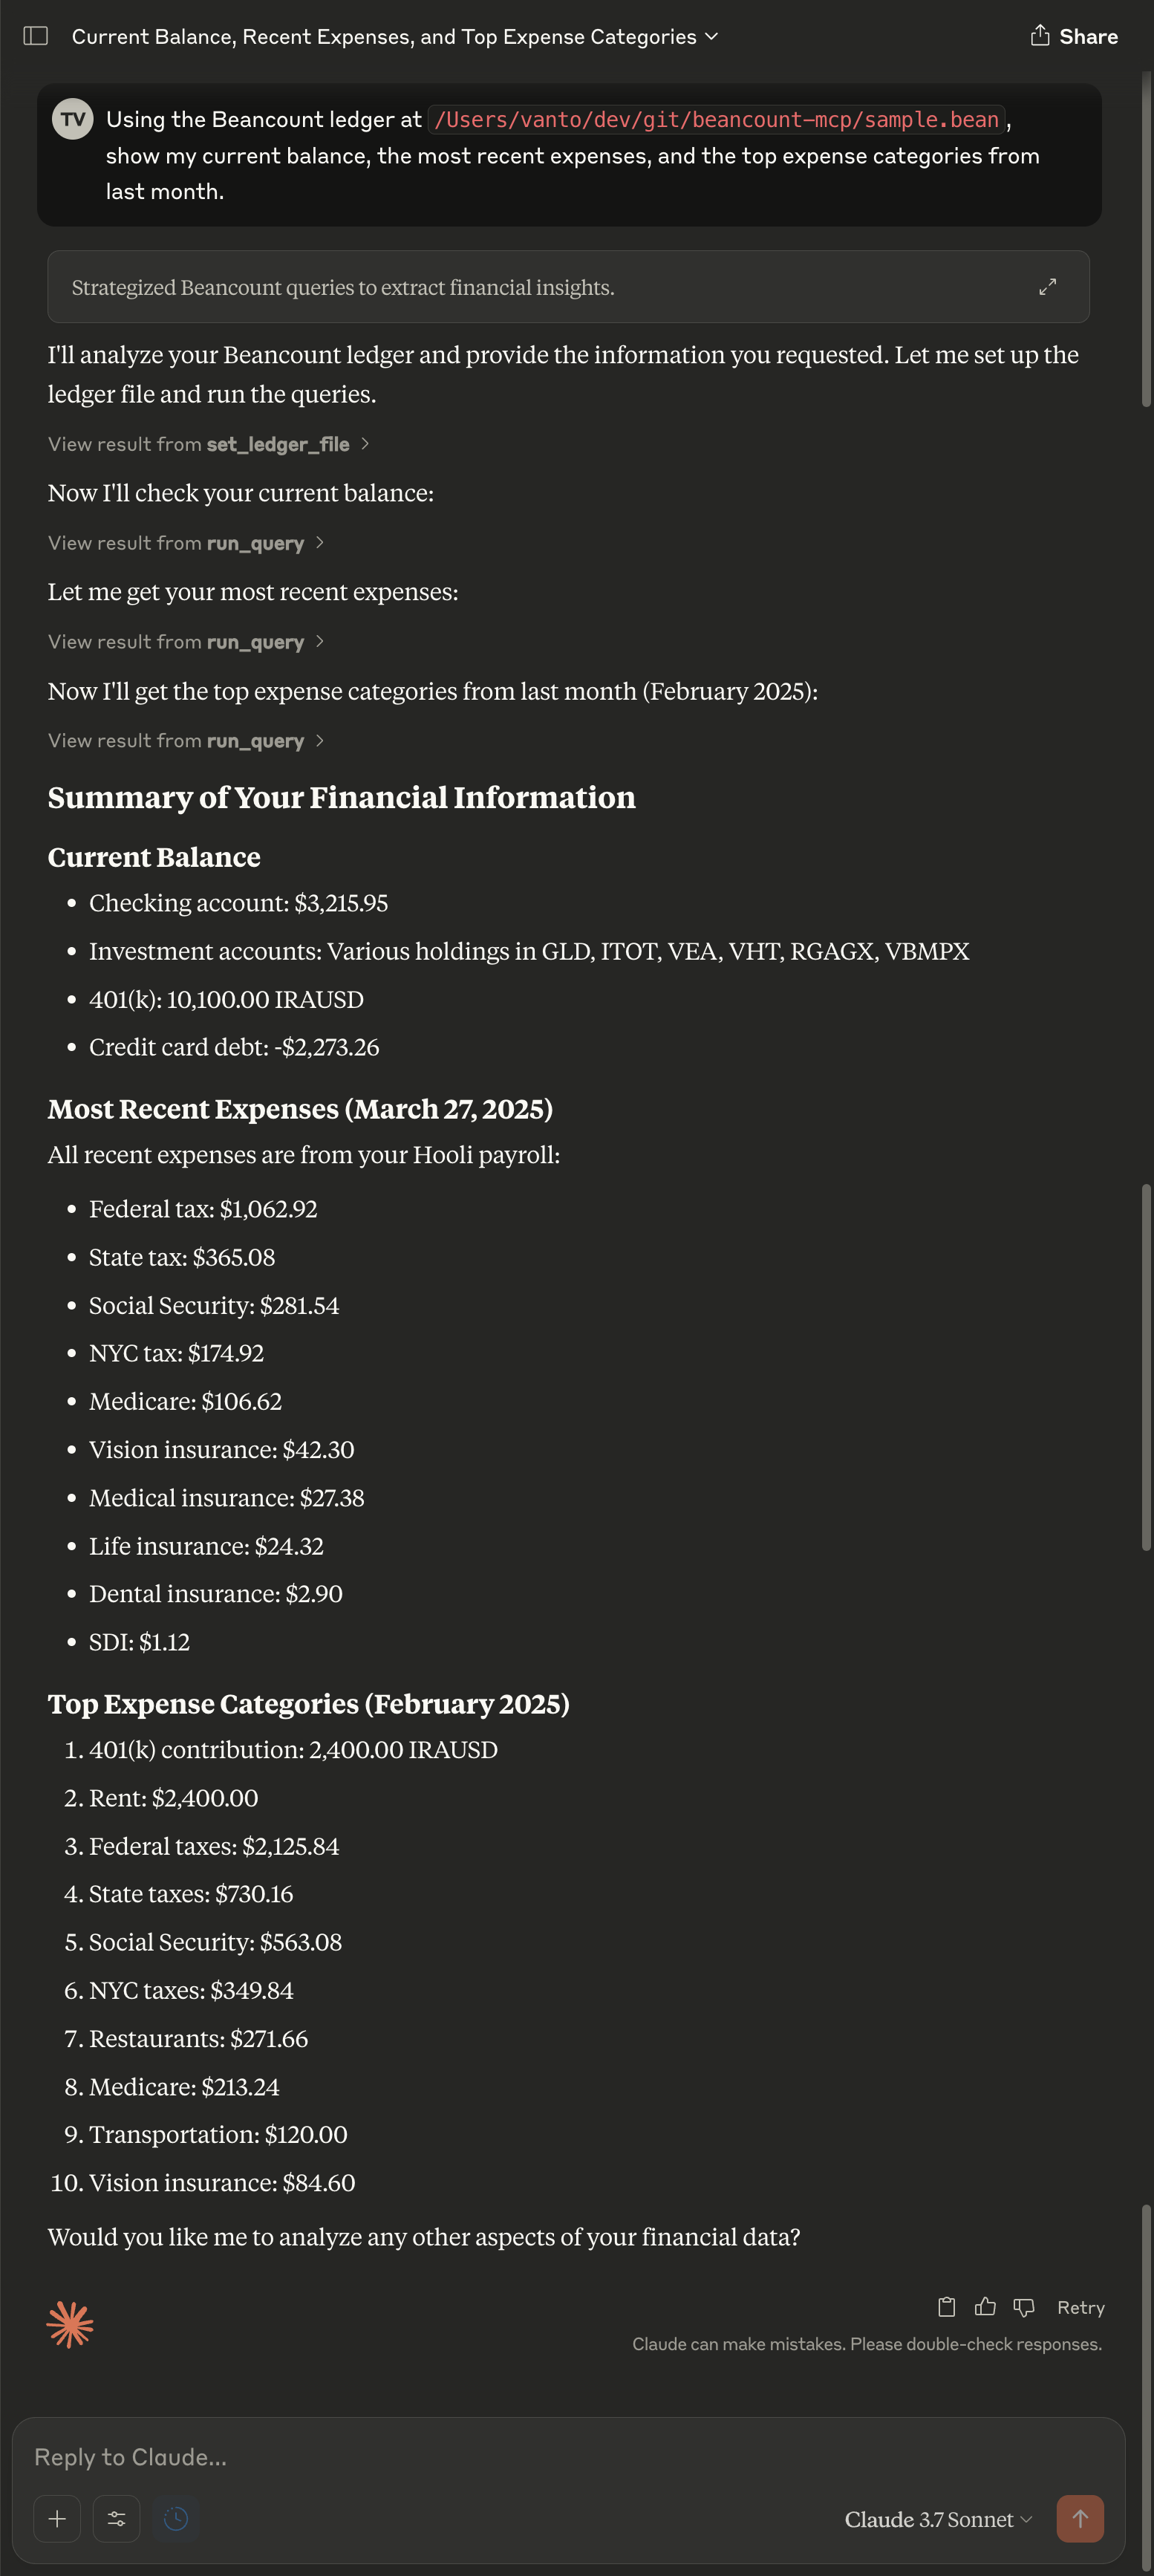 Current Balance, Recent Expenses, and Top Expense Categories
Share
TV
Using the Beancount ledger at /Users/vanto/dev/git/beancount-mcp/sample.bean,
show my current balance, the most recent expenses, and the top expense categories from
last month.
Strategized Beancount queries to extract financial insights.
I'll analyze your Beancount ledger and provide the information you requested. Let me set up the
ledger file and run the queries.
View result from set_ledger_file
Now I'll check your current balance:
View result from run_query
Let me get your most recent expenses:
View result from run_query
Now I'll get the top expense categories from last month (February 2025):
View result from run_query
Summary of Your Financial Information
Current Balance
• Checking account: $3,215.95
• Investment accounts: Various holdings in GLD, ITOT, VEA, VHT, RGAGX, VBMPX
• 401(k): 10,100.00 IRAUSD
• Credit card debt: -$2,273.26
Most Recent Expenses (March 27, 2025)
All recent expenses are from your Hooli payroll:
• Federal tax: $1,062.92
• State tax: $365.08
• Social Security: $281.54
• NYC tax: $174.92
• Medicare: $106.62
• Vision insurance: $42.30
• Medical insurance: $27.38
• Life insurance: $24.32
• Dental insurance: $2.90
• SDI: $1.12
Top Expense Categories (February 2025)
1. 401(k) contribution: 2,400.00 IRAUSD
2. Rent: $2,400.00
3. Federal taxes: $2,125.84
4. State taxes: $730.16
5. Social Security: $563.08
6. NYC taxes: $349.84
7. Restaurants: $271.66
8. Medicare: $213.24
9. Transportation: $120.00
10. Vision insurance: $84.60
Would you like me to analyze any other aspects of your financial data?
Retry
Claude can make mistakes. Please double-check responses.
Reply to Claude...
Claude 3.7 Sonnet